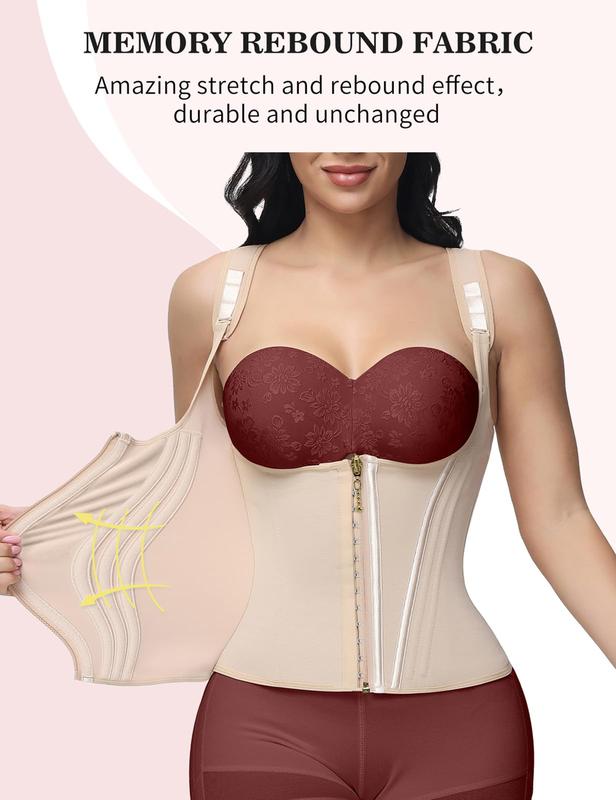 MEMORY REBOUND FABRIC
Amazing stretch and rebound effect,
durable and unchanged